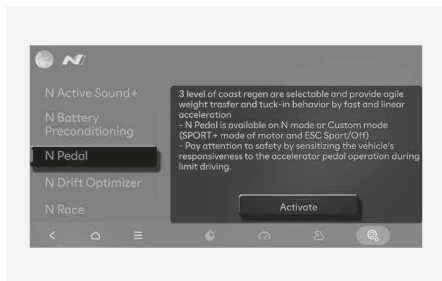 N
N Active Sound+
N Battery
Preconditioning
N Pedal
N Drift Optimizer
N Race
3 level of coast regen are selectable and provide agile
weight trasfer and tuck-in behavior by fast and linear
acceleration
- N Pedal is available on N mode or Custom mode
(SPORT+ mode of motor and ESC Sport/Off)
- Pay attention to safety by sensitizing the vehicle's
responsiveness to the accelerator pedal operation during
limit driving.
Activate